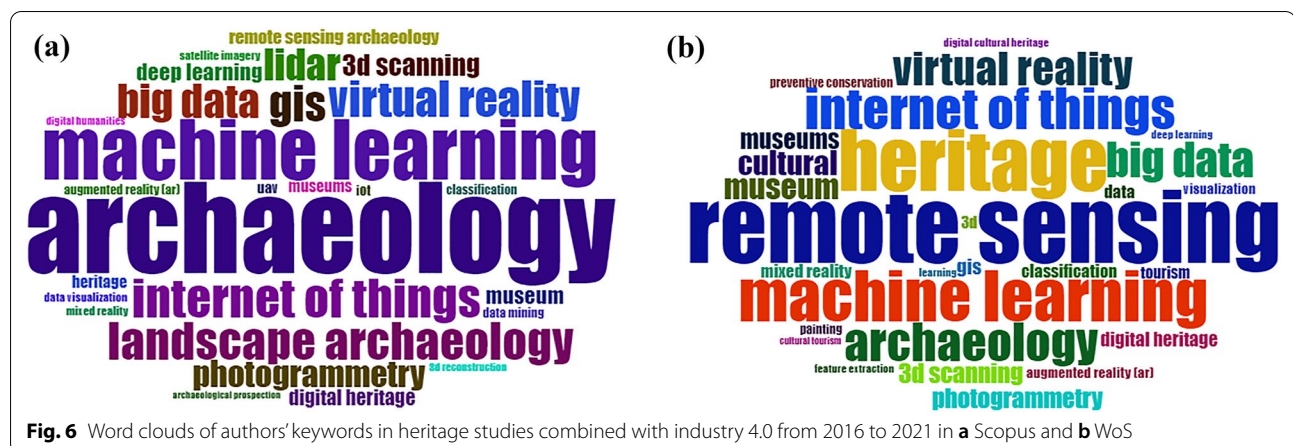 (a)
remote sensing archaeology
satellite imagery
deep learning lidar 3d scanning
big data gis virtual reality
digital humanities
machine learning
augmented reality (ar) uav museums iot classification
archaeology
heritage
data visualization internet of things museum
mixed reality data mining
landscape archaeology
photogrammetry 3d reconstruction
archaeological prospection digital heritage
(b)
digital cultural heritage
virtual reality
preventive conservation
internet of things
museums deep learning
cultural heritage big data
museum data visualization
remote sensing
3d
mixed reality learning gis classification tourism
machine learning
painting
cultural tourism archaeology digital heritage
feature extraction 3d scanning augmented reality (ar)
photogrammetry
Fig. 6 Word clouds of authors' keywords in heritage studies combined with industry 4.0 from 2016 to 2021 in a Scopus and b WoS